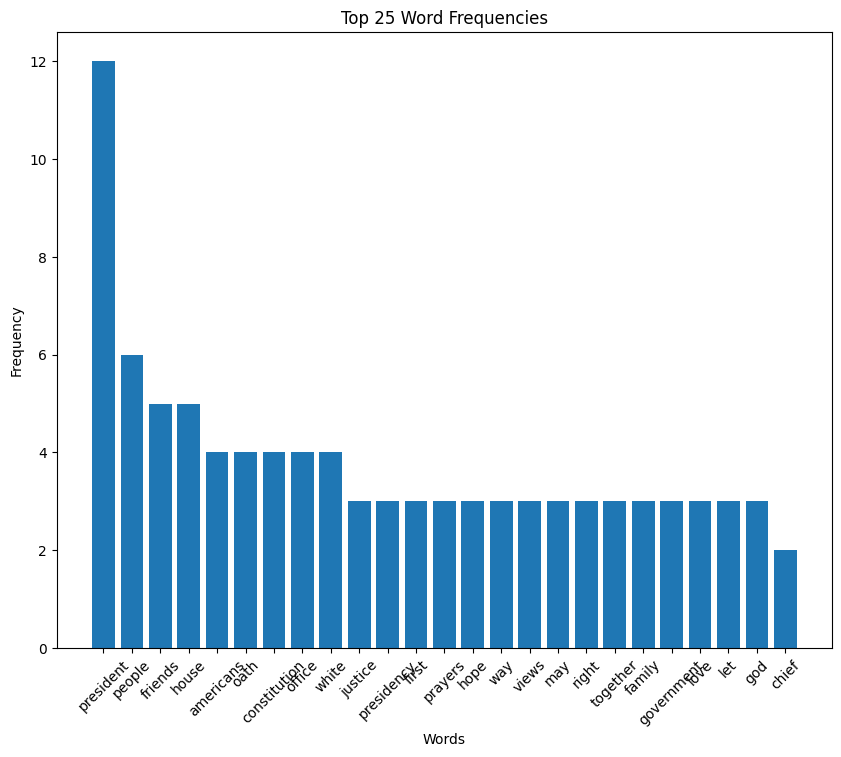 Top 25 Word Frequencies
12
10
8
6
4
2
0
Frequency
president
people
friends
house
americans
oath
constitution
office
white
justice
presidency
first
prayers
hope
way
views
may
right
together
family
government
love
let
god
chief
Words